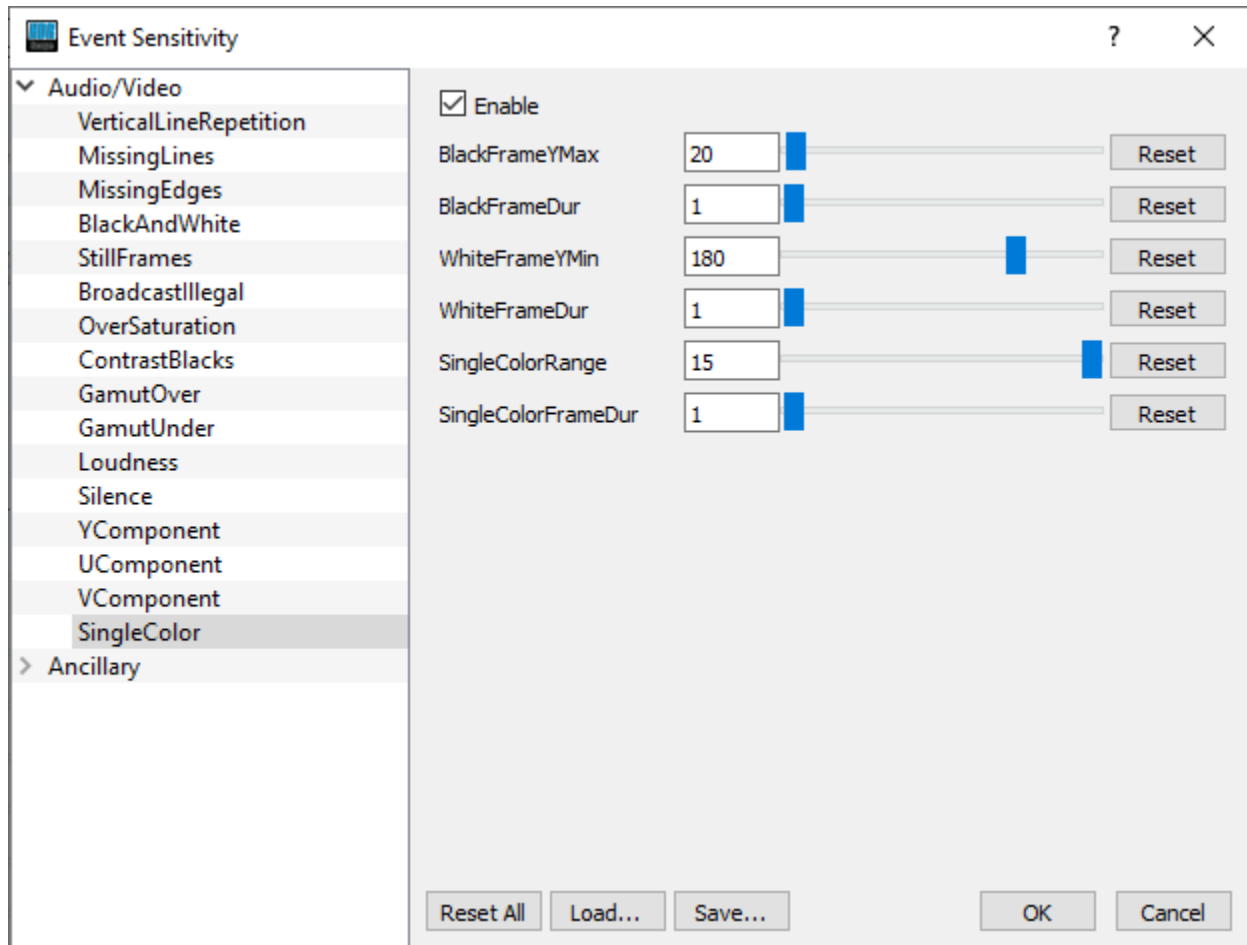 Event Sensitivity
?
Audio/Video
VerticalLineRepetition
MissingLines
MissingEdges
BlackAndWhite
StillFrames
BroadcastIllegal
OverSaturation
ContrastBlacks
GamutOver
GamutUnder
Loudness
Silence
YComponent
UComponent
VComponent
SingleColor
Ancillary
Enable
BlackFrameYMax 20 Reset
BlackFrameDur 1 Reset
WhiteFrameYMin 180 Reset
WhiteFrameDur 1 Reset
SingleColorRange 15 Reset
SingleColorFrameDur 1 Reset
Reset All Load... Save... OK Cancel